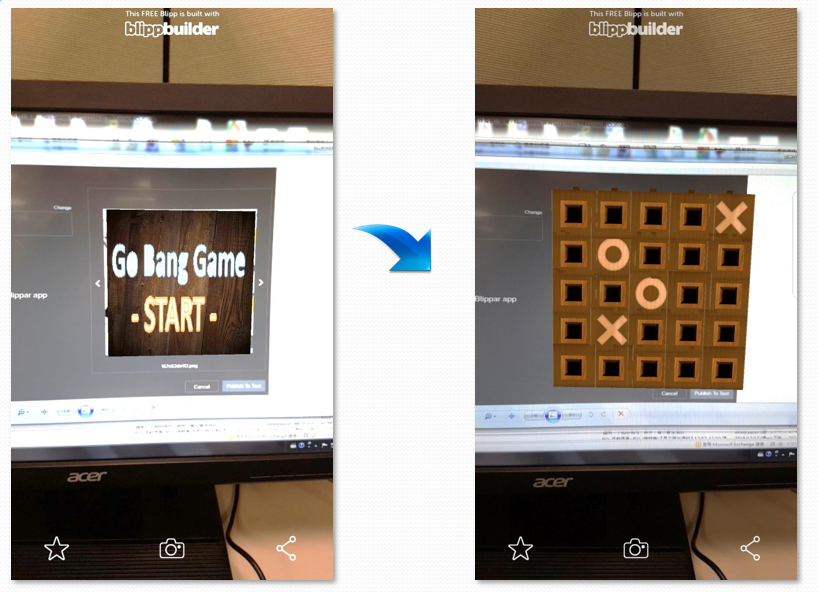 This FREE Blipp is built with
blippbuilder
Change
lippar app
Go Bang Game
- START -
Cancel
Publish To Test
acer
This FREE Blipp is built with
blippbuilder
Change
Blippar app
X
O
O
X
Cancel
Publish To Test
acer